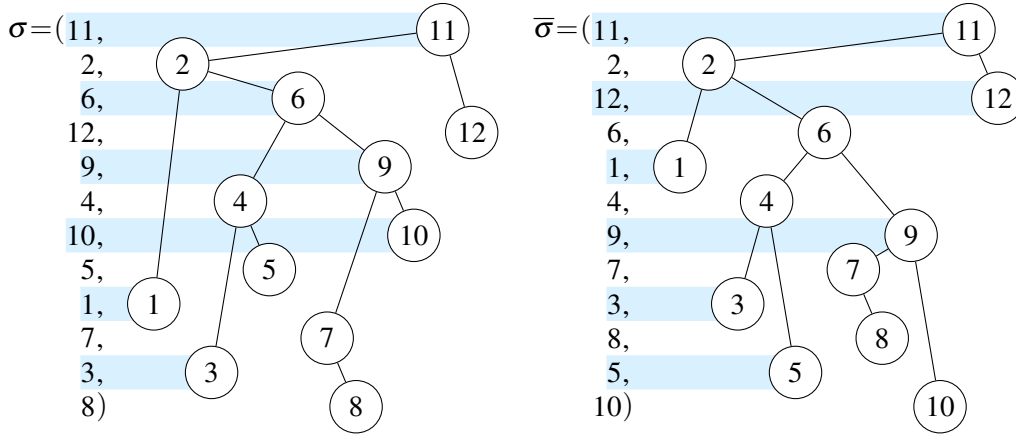 σ=(11, 11 σ̅=(11, 11
2, 2 2, 2
6, 6 12, 12
12, 12 6, 6
9, 9 1, 1
4, 4 4, 4
10, 10 9, 9
5, 5 7, 7
1, 1 3, 3
7, 7 8, 8
3, 3 5, 5
8) 8 10) 10